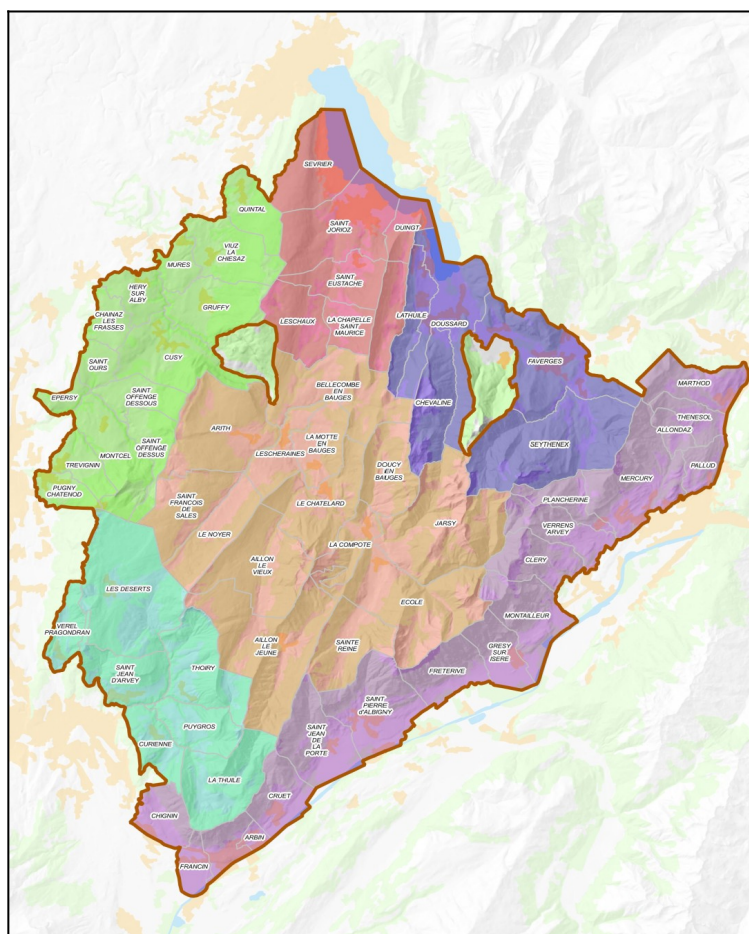 SEVRIER
QUINTAL
SAINT
JORIOZ
DUINGT
VIUZ
LA
CHIESAZ
MURES
HERY
SUR
ALBY
SAINT
EUSTACHE
GRUFFY
CHAINAZ
LES
FRASSES
LESCHAUX
LA CHAPELLE
SAINT
MAURICE
LATHUILE
DOUSSARD
CUSY
SAINT
OURS
FAVERGES
MARTHOD
BELLECOMBE
EN
BAUGES
EPERSY
SAINT
OFFENGE
DESSOUS
CHEVALINE
THENESOL
ALLONDAZ
ARITH
LA MOTTE
EN
BAUGES
LESCHERAINES
SAINT
OFFENGE
DESSUS
MONTCEL
SEYTHENEX
TREVIGNIN
PALLUD
DOUCY
EN
BAUGES
MERCURY
PUGNY
CHATENOD
SAINT
FRANCOIS
DE
SALES
LE CHATELARD
PLANCHERINE
JARSY
VERRENS
ARVEY
LE NOYER
LA COMPOTE
CLERY
AILLON
LE
VIEUX
LES DESERTS
ECOLE
MONTAILLEUR
VEREL
PRAGONDRAN
AILLON
LE
JEUNE
SAINTE
REINE
GRESY
SUR
ISERE
SAINT
JEAN
D'ARVEY
THOIRY
FRETERIVE
SAINT
PIERRE
d'ALBIGNY
PUYGROS
SAINT
JEAN
DE
LA
PORTE
CURIENNE
LA THUILE
CRUET
CHIGNIN
ARBIN
FRANCIN